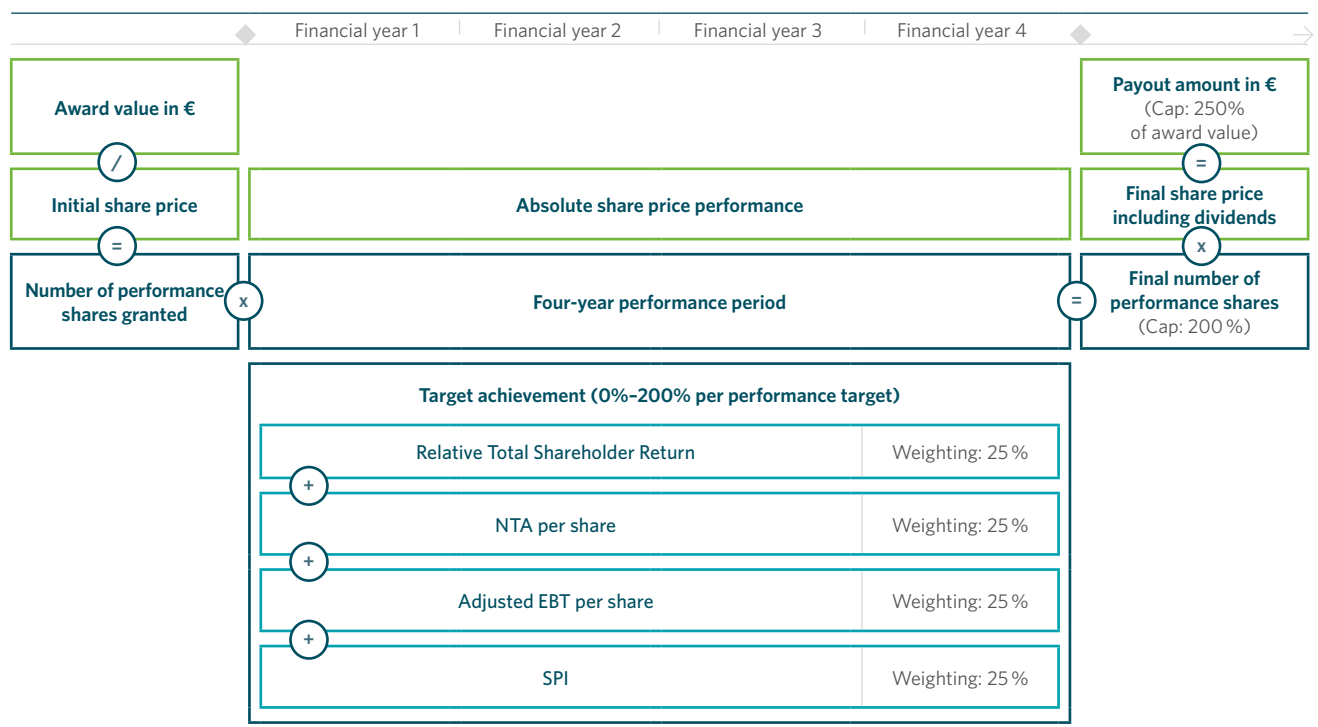 Financial year 1
Financial year 2
Financial year 3
Financial year 4
Award value in €
/
Initial share price
=
Number of performance
shares granted
x
Absolute share price performance
Four-year performance period
=
Payout amount in €
(Cap: 250%
of award value)
=
Final share price
including dividends
x
Final number of
performance shares
(Cap: 200 %)
Target achievement (0%–200% per performance target)
Relative Total Shareholder Return
Weighting: 25 %
+
NTA per share
Weighting: 25 %
+
Adjusted EBT per share
Weighting: 25 %
+
SPI
Weighting: 25 %